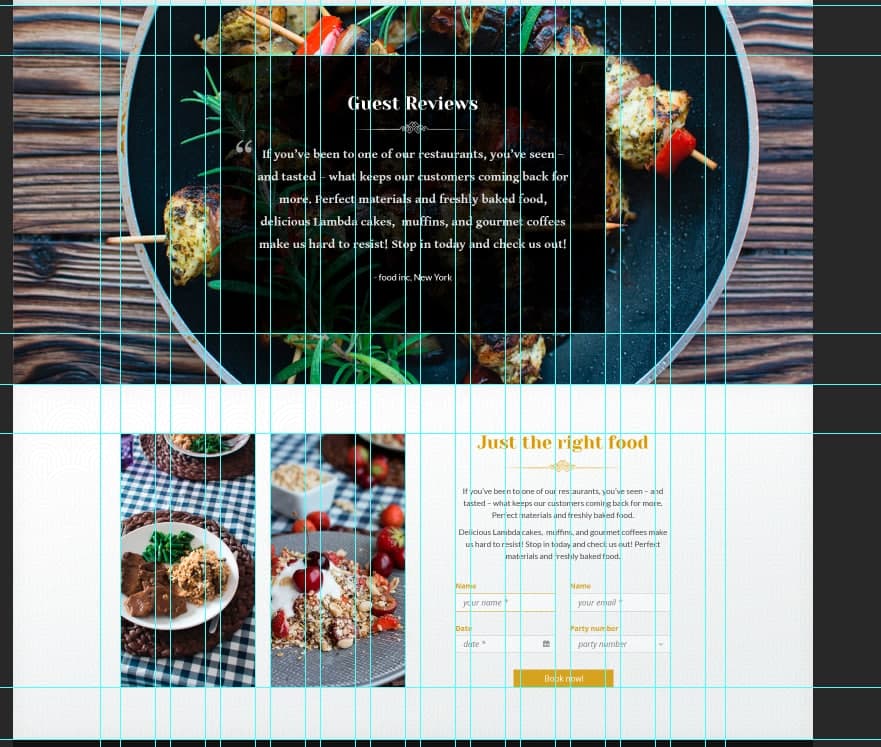 Guest Reviews
“
If you’ve been to one of our restaurants, you’ve seen –
and tasted – what keeps our customers coming back for
more. Perfect materials and freshly baked food,
delicious Lambda cakes, muffins, and gourmet coffees
make us hard to resist! Stop in today and check us out!
- food inc, New York
Just the right food
If you’ve been to one of our restaurants, you’ve seen – and
tasted – what keeps our customers coming back for more.
Perfect materials and freshly baked food.
Delicious Lambda cakes, muffins, and gourmet coffees make
us hard to resist! Stop in today and check us out! Perfect
materials and freshly baked food.
Name Name
your name * your email *
Date Party number
date * party number
Book now!